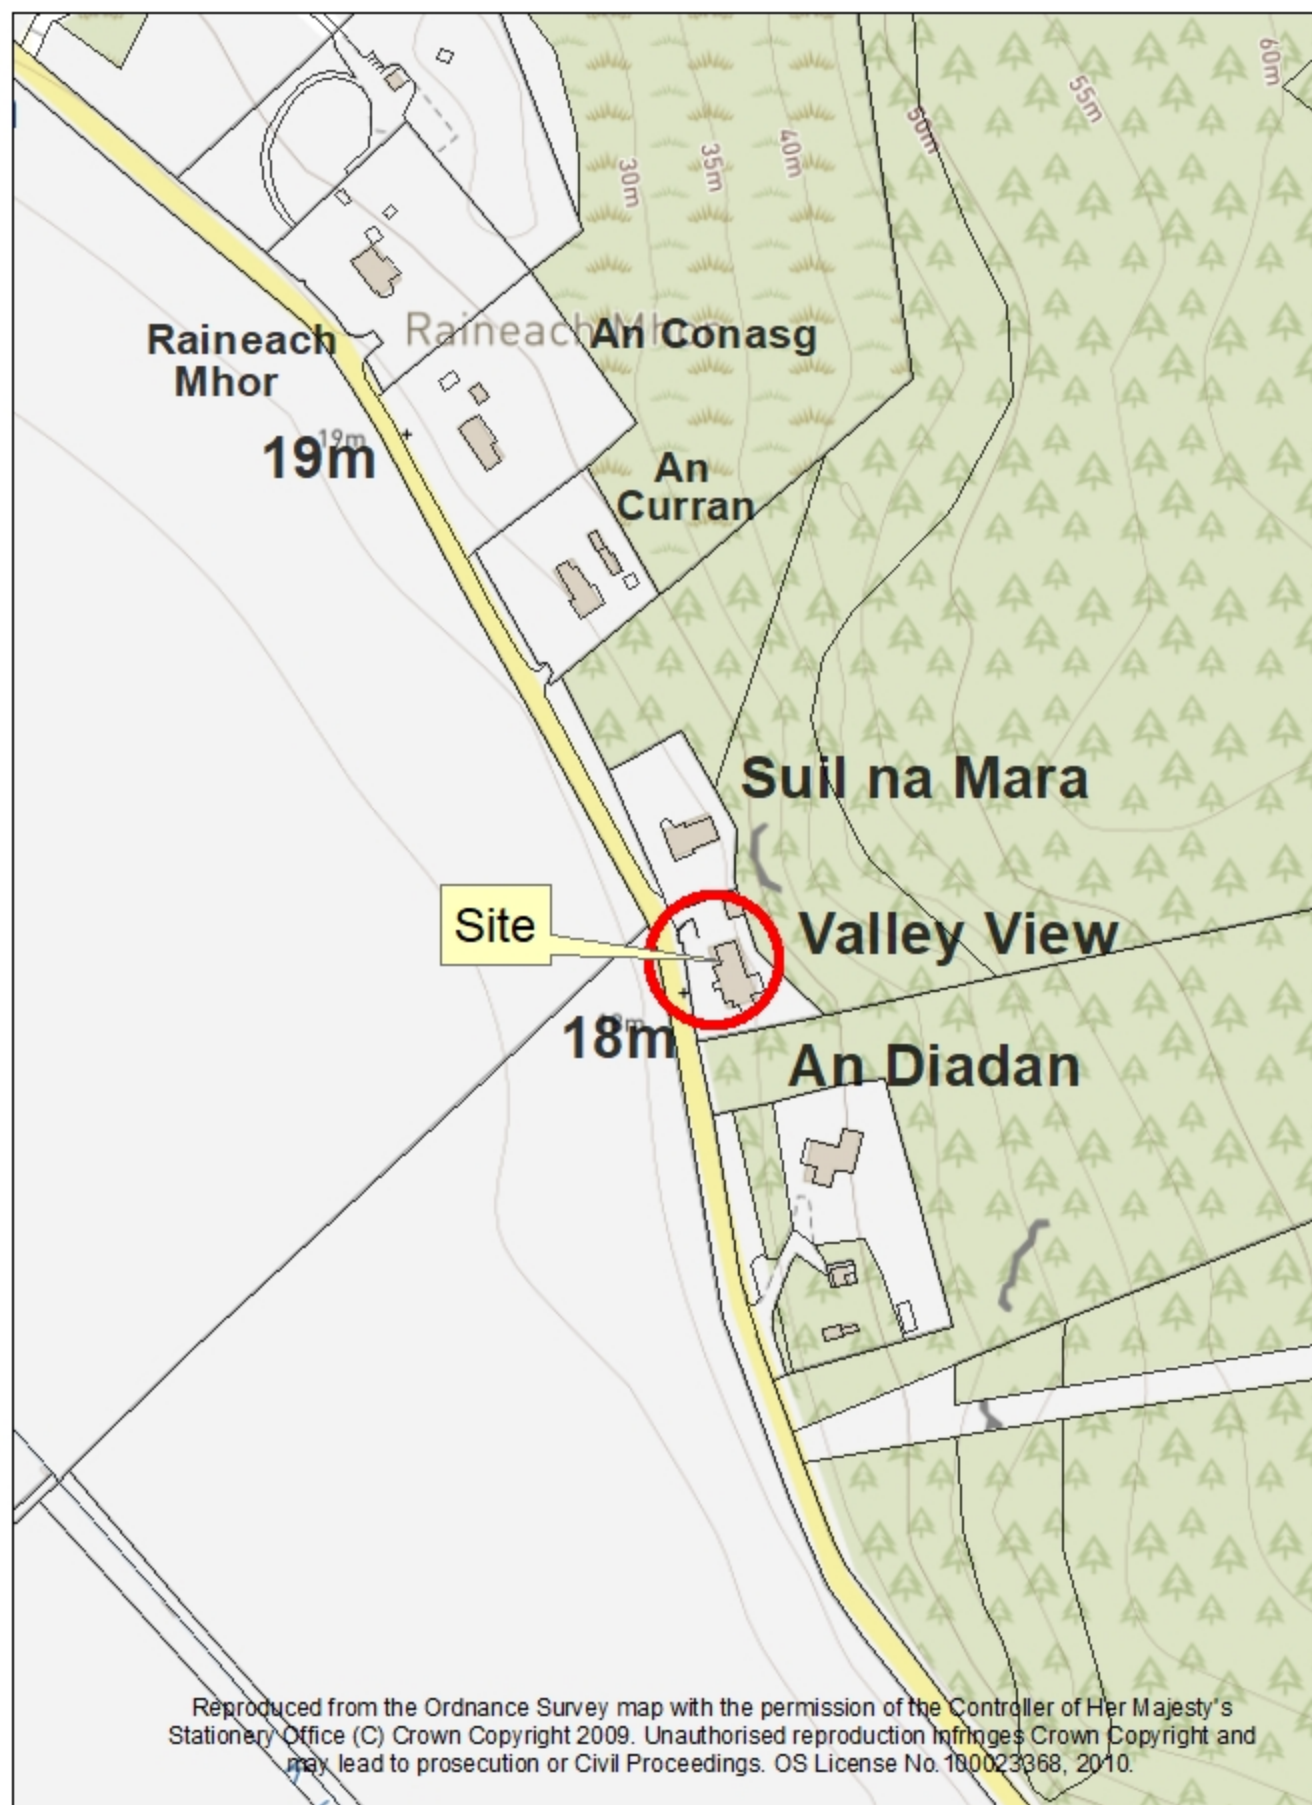 60m
55m
50m
40m
35m
30m
Raineach Mhor
Raineach
Mhor
An Conasg
19m
19m
An
Curran
Suil na Mara
Site
Valley View
18m
An Diadan
Reproduced from the Ordnance Survey map with the permission of the Controller of Her Majesty's
Stationery Office (C) Crown Copyright 2009. Unauthorised reproduction infringes Crown Copyright and
may lead to prosecution or Civil Proceedings. OS License No.100023368, 2010.